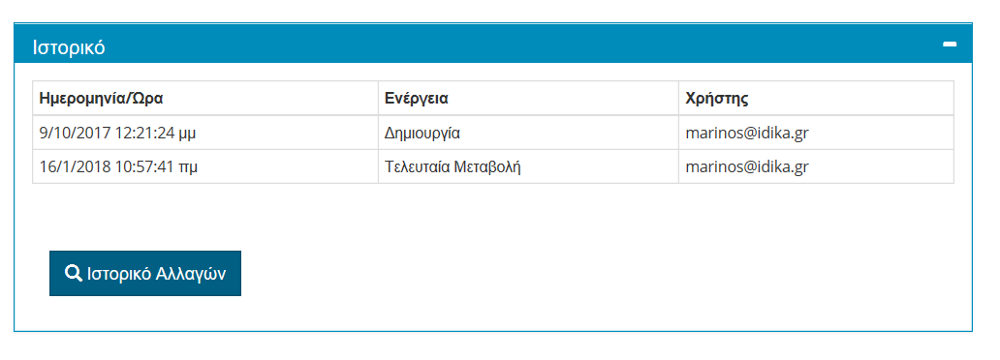 Ιστορικό
Ημερομηνία/Ώρα Ενέργεια Χρήστης
9/10/2017 12:21:24 μμ Δημιουργία marinos@idika.gr
16/1/2018 10:57:41 πμ Τελευταία Μεταβολή marinos@idika.gr
Ιστορικό Αλλαγών